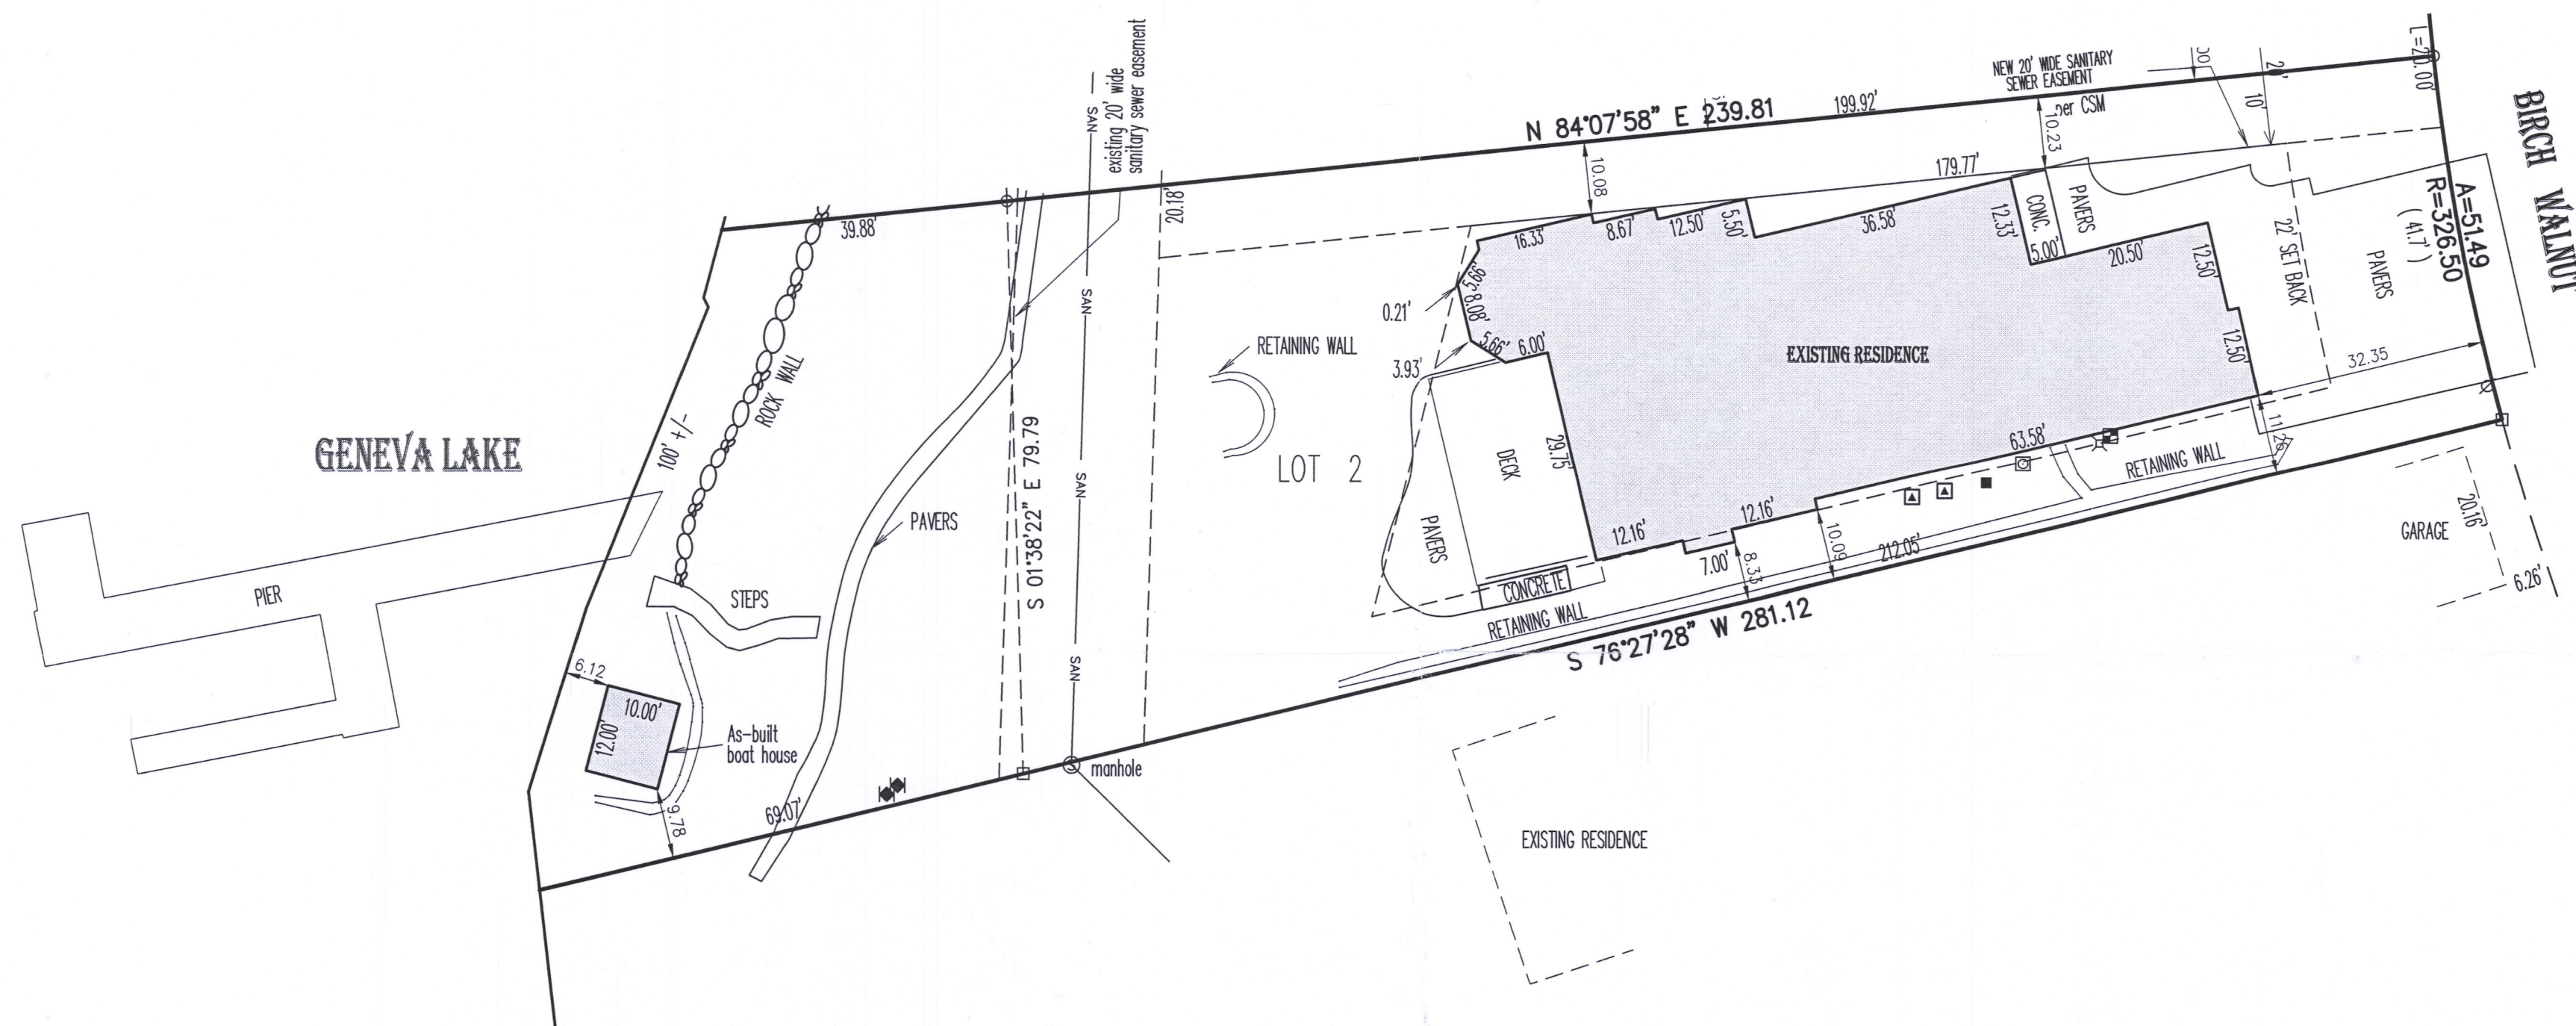 GENEVA LAKE
PIER
100' +/-
ROCK WALL
39.88'
STEPS
6.12
10.00'
12.00'
As-built
boat house
9.78
69.07'
PAVERS
SAN
SAN
SAN
SAN
existing 20' wide
sanitary sewer easement
20.18'
S 01°38'22" E 79.79
manhole
RETAINING WALL
LOT 2
N 84°07'58" E 239.81
199.92'
NEW 20' WIDE SANITARY
SEWER EASEMENT
per CSM
10.08
10.23
179.77'
16.33'
8.67'
12.50'
5.50'
36.58'
12.33'
CONC.
5.00'
PAVERS
20.50'
12.50'
12.50'
5.66'
8.08'
5.66'
6.00'
0.21'
3.93'
EXISTING RESIDENCE
29.75'
DECK
PAVERS
CONCRETE
12.16'
7.00'
12.16'
8.33
10.09
63.58'
212.05'
RETAINING WALL
RETAINING WALL
11.26
S 76°27'28" W 281.12
EXISTING RESIDENCE
22' SET BACK
PAVERS
32.35
20'
10'
L=20.00'
A=51.49
R=326.50
(41.7')
BIRCH WALNUT
GARAGE
20.16'
6.26'